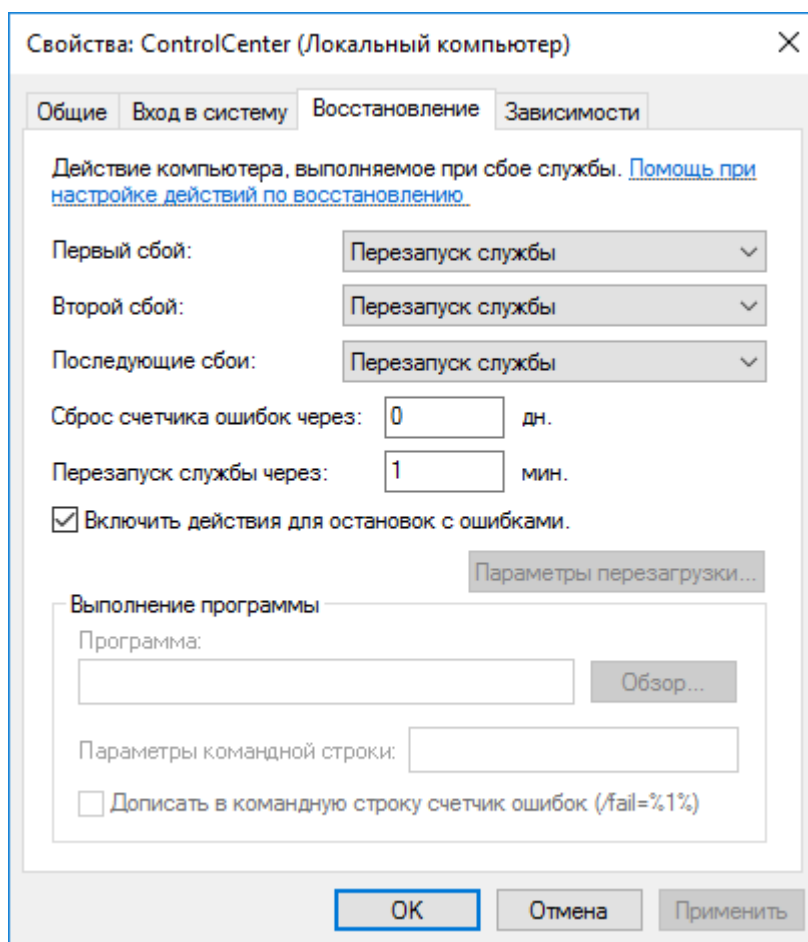 Свойства: ControlCenter (Локальный компьютер)
Общие Вход в систему Восстановление Зависимости
Действие компьютера, выполняемое при сбое службы. Помощь при
настройке действий по восстановлению
Первый сбой: Перезапуск службы
Второй сбой: Перезапуск службы
Последующие сбои: Перезапуск службы
Сброс счетчика ошибок через: 0 дн.
Перезапуск службы через: 1 мин.
Включить действия для остановок с ошибками.
Параметры перезагрузки...
Выполнение программы
Программа:
Обзор...
Параметры командной строки:
Дописать в командную строку счетчик ошибок (/fail=%1%)
OK Отмена Применить